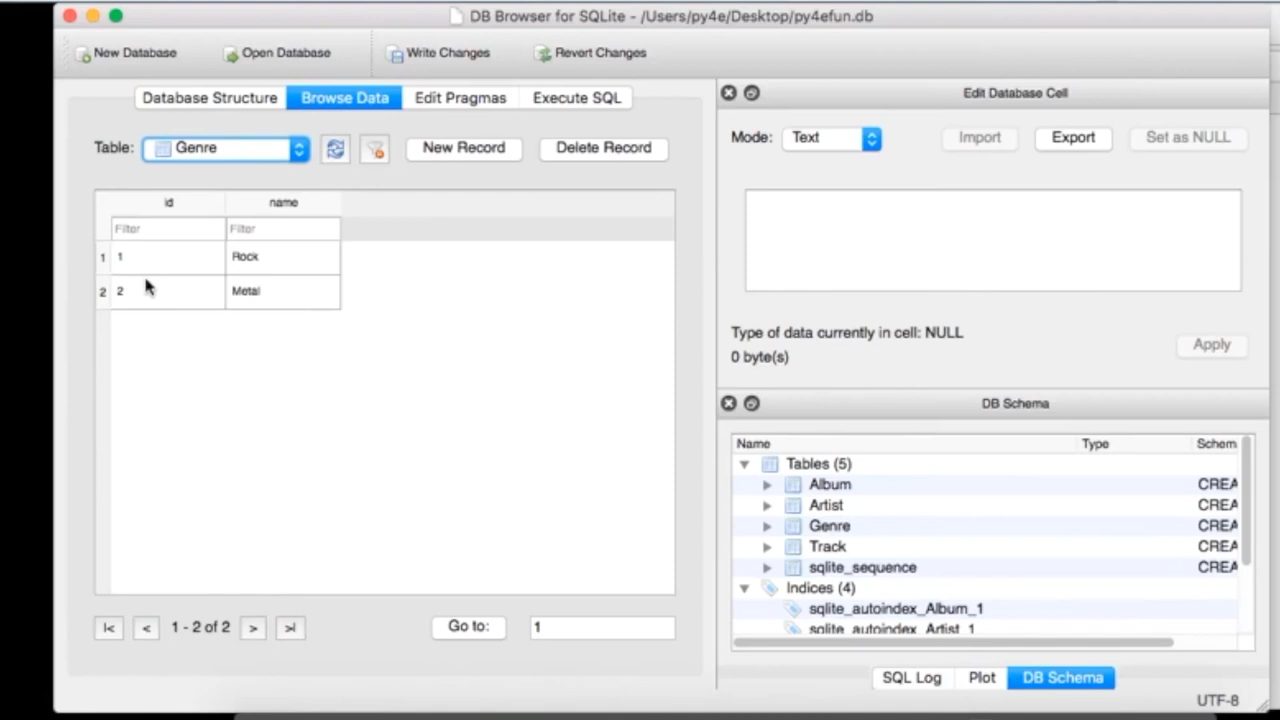 DB Browser for SQLite - /Users/py4e/Desktop/py4efun.db
New Database Open Database Write Changes Revert Changes
Database Structure Browse Data Edit Pragmas Execute SQL
Table: Genre New Record Delete Record
id name
Filter Filter
1 1 Rock
2 2 Metal
|< < 1 - 2 of 2 > >| Go to: 1
Edit Database Cell
Mode: Text Import Export Set as NULL
Type of data currently in cell: NULL
0 byte(s)
Apply
DB Schema
Name Type Schem
Tables (5)
Album CREA
Artist CREA
Genre CREA
Track CREA
sqlite_sequence CREA
Indices (4)
sqlite_autoindex_Album_1
sqlite_autoindex_Artist_1
SQL Log Plot DB Schema
UTF-8